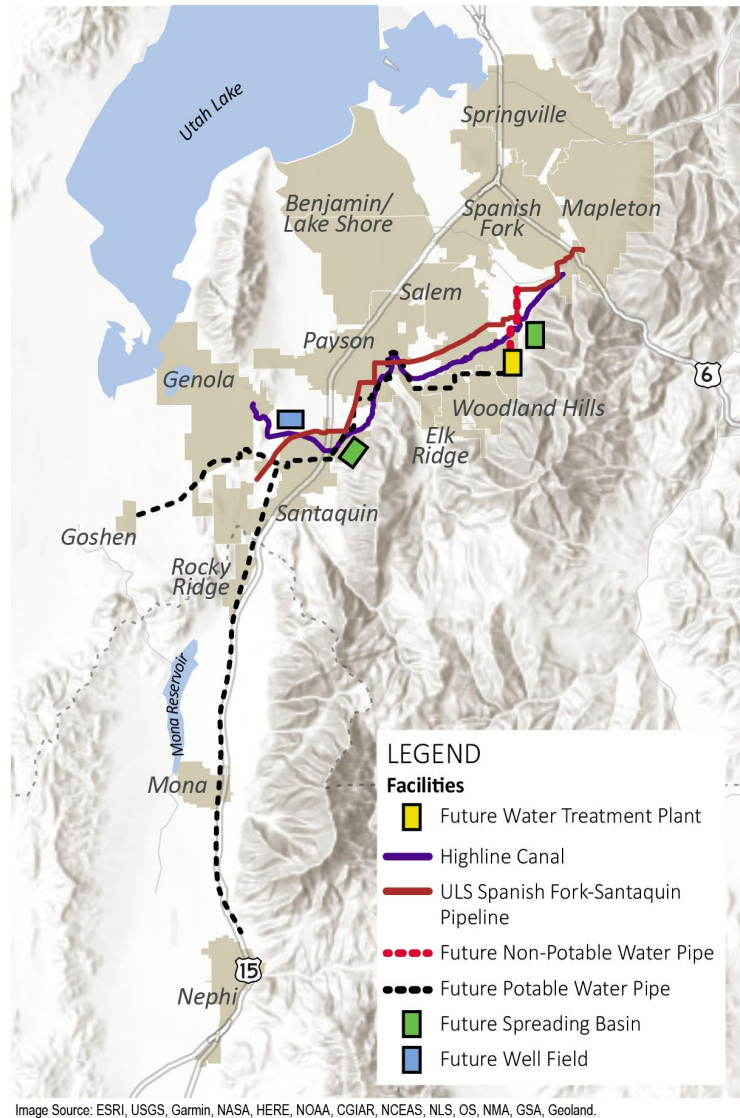 Utah Lake
Springville
Benjamin/
Lake Shore
Spanish
Fork
Mapleton
Salem
Payson
Genola
6
Woodland Hills
Elk
Ridge
Santaquin
Goshen
Rocky
Ridge
Mona Reservoir
Mona
15
Nephi
LEGEND
Facilities
Future Water Treatment Plant
Highline Canal
ULS Spanish Fork-Santaquin
Pipeline
Future Non-Potable Water Pipe
Future Potable Water Pipe
Future Spreading Basin
Future Well Field
Image Source: ESRI, USGS, Garmin, NASA, HERE, NOAA, CGIAR, NCEAS, NLS, OS, NMA, GSA, Geoland.